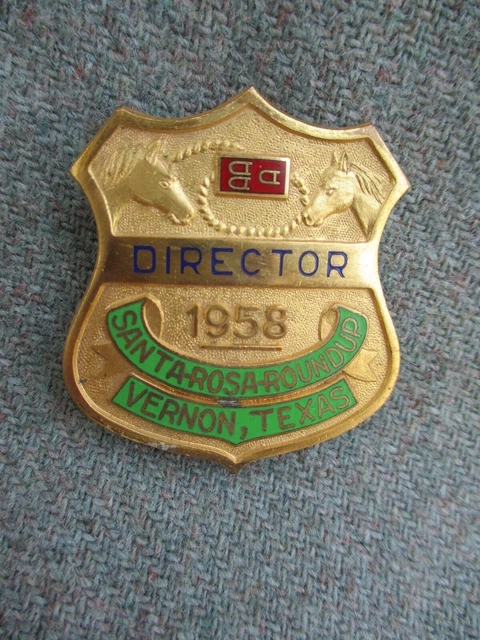 DIRECTOR
1958
SANTA-ROSA-ROUNDUP
VERNON, TEXAS